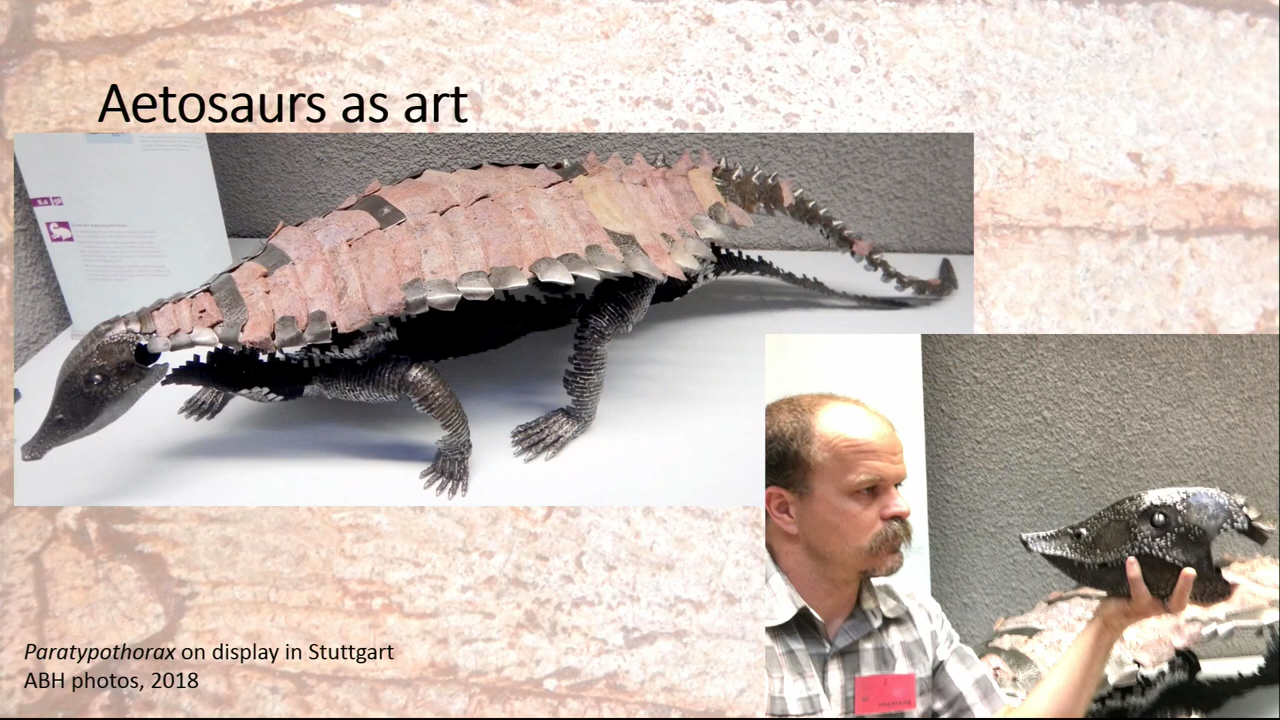 Aetosaurs as art
Paratypothorax on display in Stuttgart
ABH photos, 2018